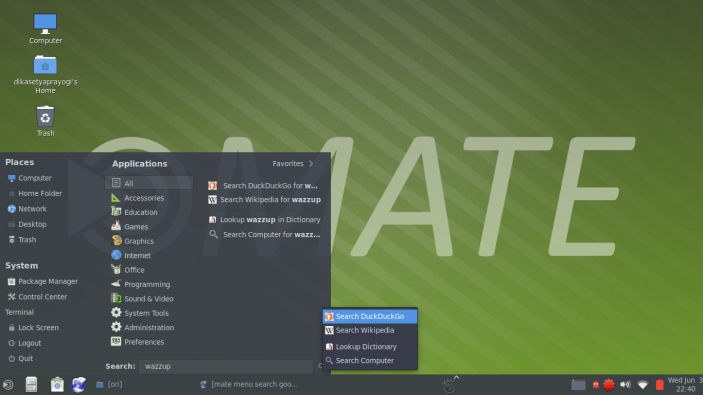 Computer
dikasetyaprayogi's
Home
Trash
MATE
Places
Computer
Home Folder
Network
Desktop
Trash
System
Package Manager
Control Center
Terminal
Lock Screen
Logout
Quit
Applications
Favorites
All
Accessories
Education
Games
Graphics
Internet
Office
Programming
Sound & Video
System Tools
Administration
Preferences
Search DuckDuckGo for w...
Search Wikipedia for wazzup
Lookup wazzup in Dictionary
Search Computer for wazz...
Search: wazzup
Search DuckDuckGo
Search Wikipedia
Lookup Dictionary
Search Computer
[ori]
[mate menu search goo...
Wed Jun 3
22:40